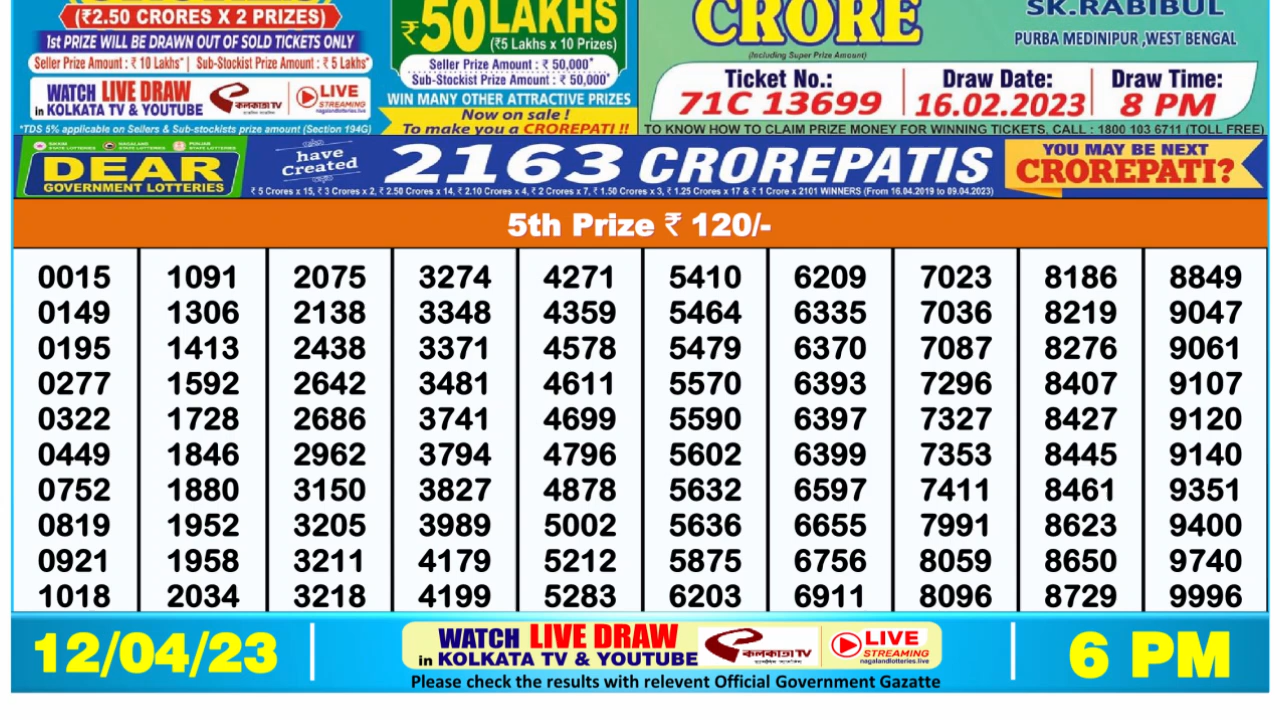 (₹2.50 CRORES X 2 PRIZES)
1st PRIZE WILL BE DRAWN OUT OF SOLD TICKETS ONLY
Seller Prize Amount : ₹ 10 Lakhs* | Sub-Stockist Prize Amount : ₹ 5 Lakhs*
WATCH LIVE DRAW
in KOLKATA TV & YOUTUBE
কলকাতা TV
LIVE
STREAMING
nagalandlotteries.live
*TDS 5% applicable on Sellers & Sub-stockists prize amount (Section 194G)
₹50 LAKHS
(₹5 Lakhs x 10 Prizes)
Seller Prize Amount : ₹ 50,000*
Sub-Stockist Prize Amount : ₹ 50,000*
WIN MANY OTHER ATTRACTIVE PRIZES
Now on sale !
To make you a CROREPATI !!
CRORE
(Including Super Prize Amount)
SK.RABIBUL
PURBA MEDINIPUR ,WEST BENGAL
Ticket No.: Draw Date: Draw Time:
71C 13699 16.02.2023 8 PM
TO KNOW HOW TO CLAIM PRIZE MONEY FOR WINNING TICKETS, CALL : 1800 103 6711 (TOLL FREE)
DEAR
GOVERNMENT LOTTERIES
have
created
2163 CROREPATIS
₹ 5 Crores x 15, ₹ 3 Crores x 2, ₹ 2.50 Crores x 14, ₹ 2.10 Crores x 4, ₹ 2 Crores x 7, ₹ 1.50 Crores x 3, ₹ 1.25 Crores x 17 & ₹ 1 Crore x 2101 WINNERS (From 16.04.2019 to 09.04.2023)
YOU MAY BE NEXT
CROREPATI?
5th Prize ₹ 120/-
0015 1091 2075 3274 4271 5410 6209 7023 8186 8849
0149 1306 2138 3348 4359 5464 6335 7036 8219 9047
0195 1413 2438 3371 4578 5479 6370 7087 8276 9061
0277 1592 2642 3481 4611 5570 6393 7296 8407 9107
0322 1728 2686 3741 4699 5590 6397 7327 8427 9120
0449 1846 2962 3794 4796 5602 6399 7353 8445 9140
0752 1880 3150 3827 4878 5632 6597 7411 8461 9351
0819 1952 3205 3989 5002 5636 6655 7991 8623 9400
0921 1958 3211 4179 5212 5875 6756 8059 8650 9740
1018 2034 3218 4199 5283 6203 6911 8096 8729 9996
12/04/23
WATCH LIVE DRAW
in KOLKATA TV & YOUTUBE
কলকাতা TV
LIVE
STREAMING
nagalandlotteries.live
Please check the results with relevent Official Government Gazatte
6 PM